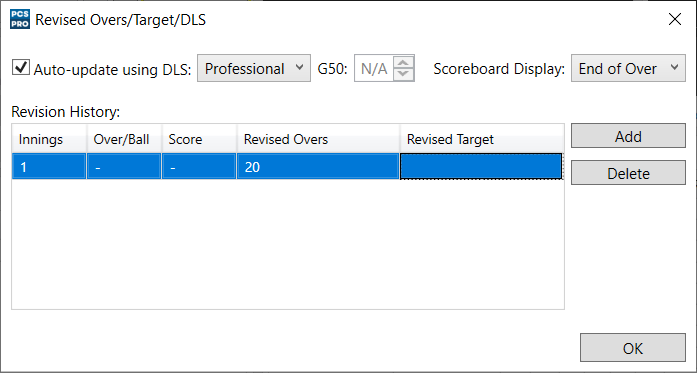 PCS PRO Revised Overs/Target/DLS
Auto-update using DLS: Professional G50: N/A Scoreboard Display: End of Over
Revision History:
Innings Over/Ball Score Revised Overs Revised Target Add
1 - - 20 Delete
OK